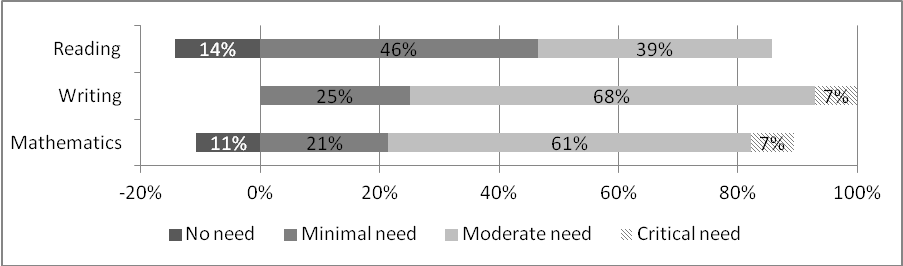 Reading 14% 46% 39%
Writing 25% 68% 7%
Mathematics 11% 21% 61% 7%
-20% 0% 20% 40% 60% 80% 100%
No need Minimal need Moderate need Critical need